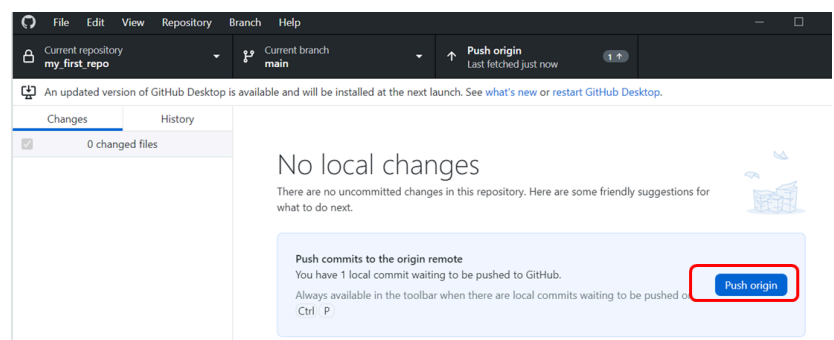 File Edit View Repository Branch Help
Current repository
my_first_repo
Current branch
main
Push origin
Last fetched just now
1
An updated version of GitHub Desktop is available and will be installed at the next launch. See what's new or restart GitHub Desktop.
Changes History
0 changed files
No local changes
There are no uncommitted changes in this repository. Here are some friendly suggestions for
what to do next.
Push commits to the origin remote
You have 1 local commit waiting to be pushed to GitHub.
Always available in the toolbar when there are local commits waiting to be pushed
Ctrl P
Push origin